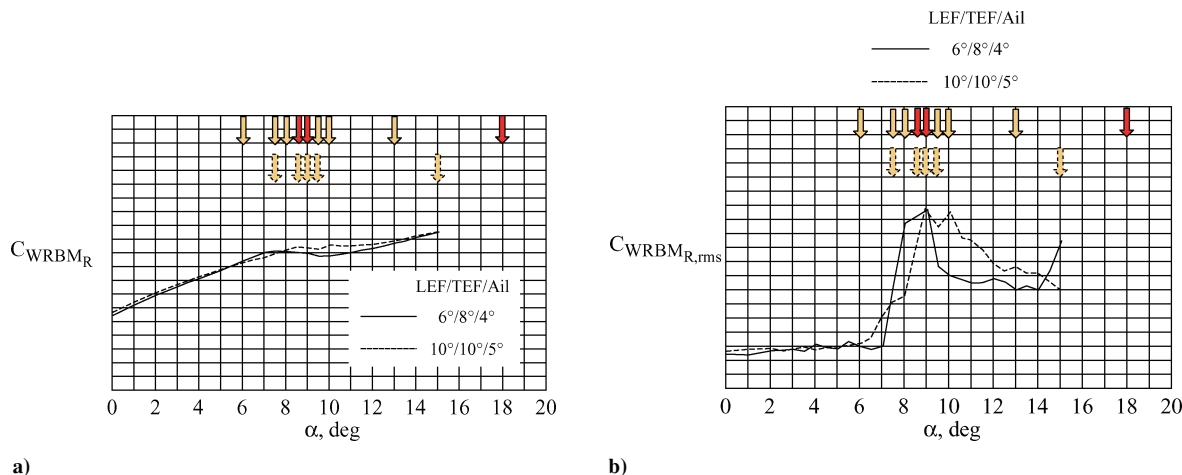 LEF/TEF/Ail
6°/8°/4°
10°/10°/5°
C_WRBM_R
LEF/TEF/Ail
6°/8°/4°
10°/10°/5°
0 2 4 6 8 10 12 14 16 18 20
α, deg
a)
C_WRBM_R,rms
0 2 4 6 8 10 12 14 16 18 20
α, deg
b)